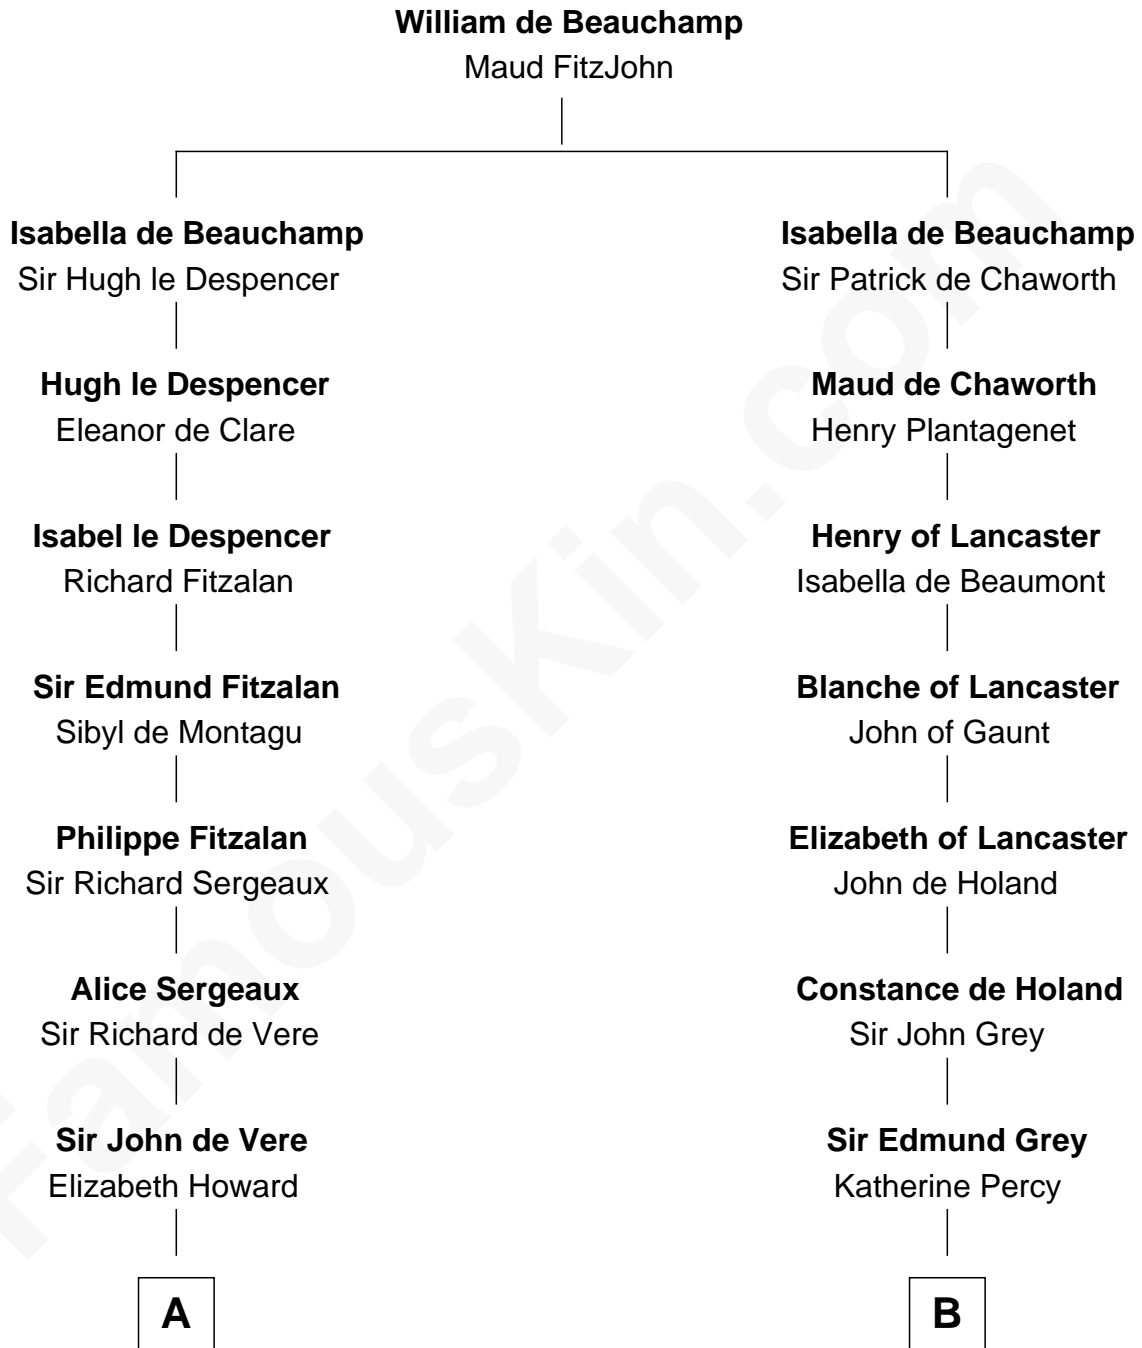 William de Beauchamp
Maud FitzJohn
Isabella de Beauchamp
Sir Hugh le Despencer
Isabella de Beauchamp
Sir Patrick de Chaworth
Hugh le Despencer
Eleanor de Clare
Maud de Chaworth
Henry Plantagenet
Isabel le Despencer
Richard Fitzalan
Henry of Lancaster
Isabella de Beaumont
Sir Edmund Fitzalan
Sibyl de Montagu
Blanche of Lancaster
John of Gaunt
Philippe Fitzalan
Sir Richard Sergeaux
Elizabeth of Lancaster
John de Holand
Alice Sergeaux
Sir Richard de Vere
Constance de Holand
Sir John Grey
Sir John de Vere
Elizabeth Howard
Sir Edmund Grey
Katherine Percy
A
B
FamousKin.com